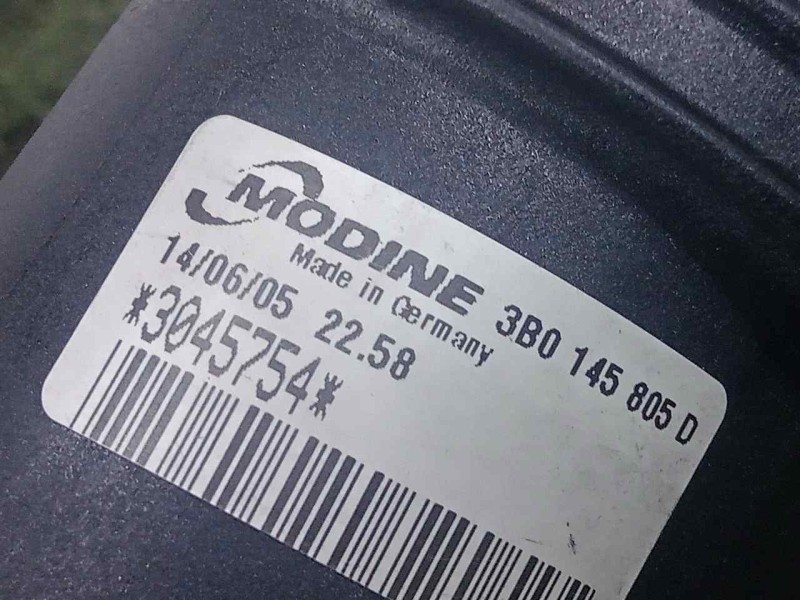 MODINE
Made in Germany
3B0 145 805 D
14/06/05 22.58
*3045754*